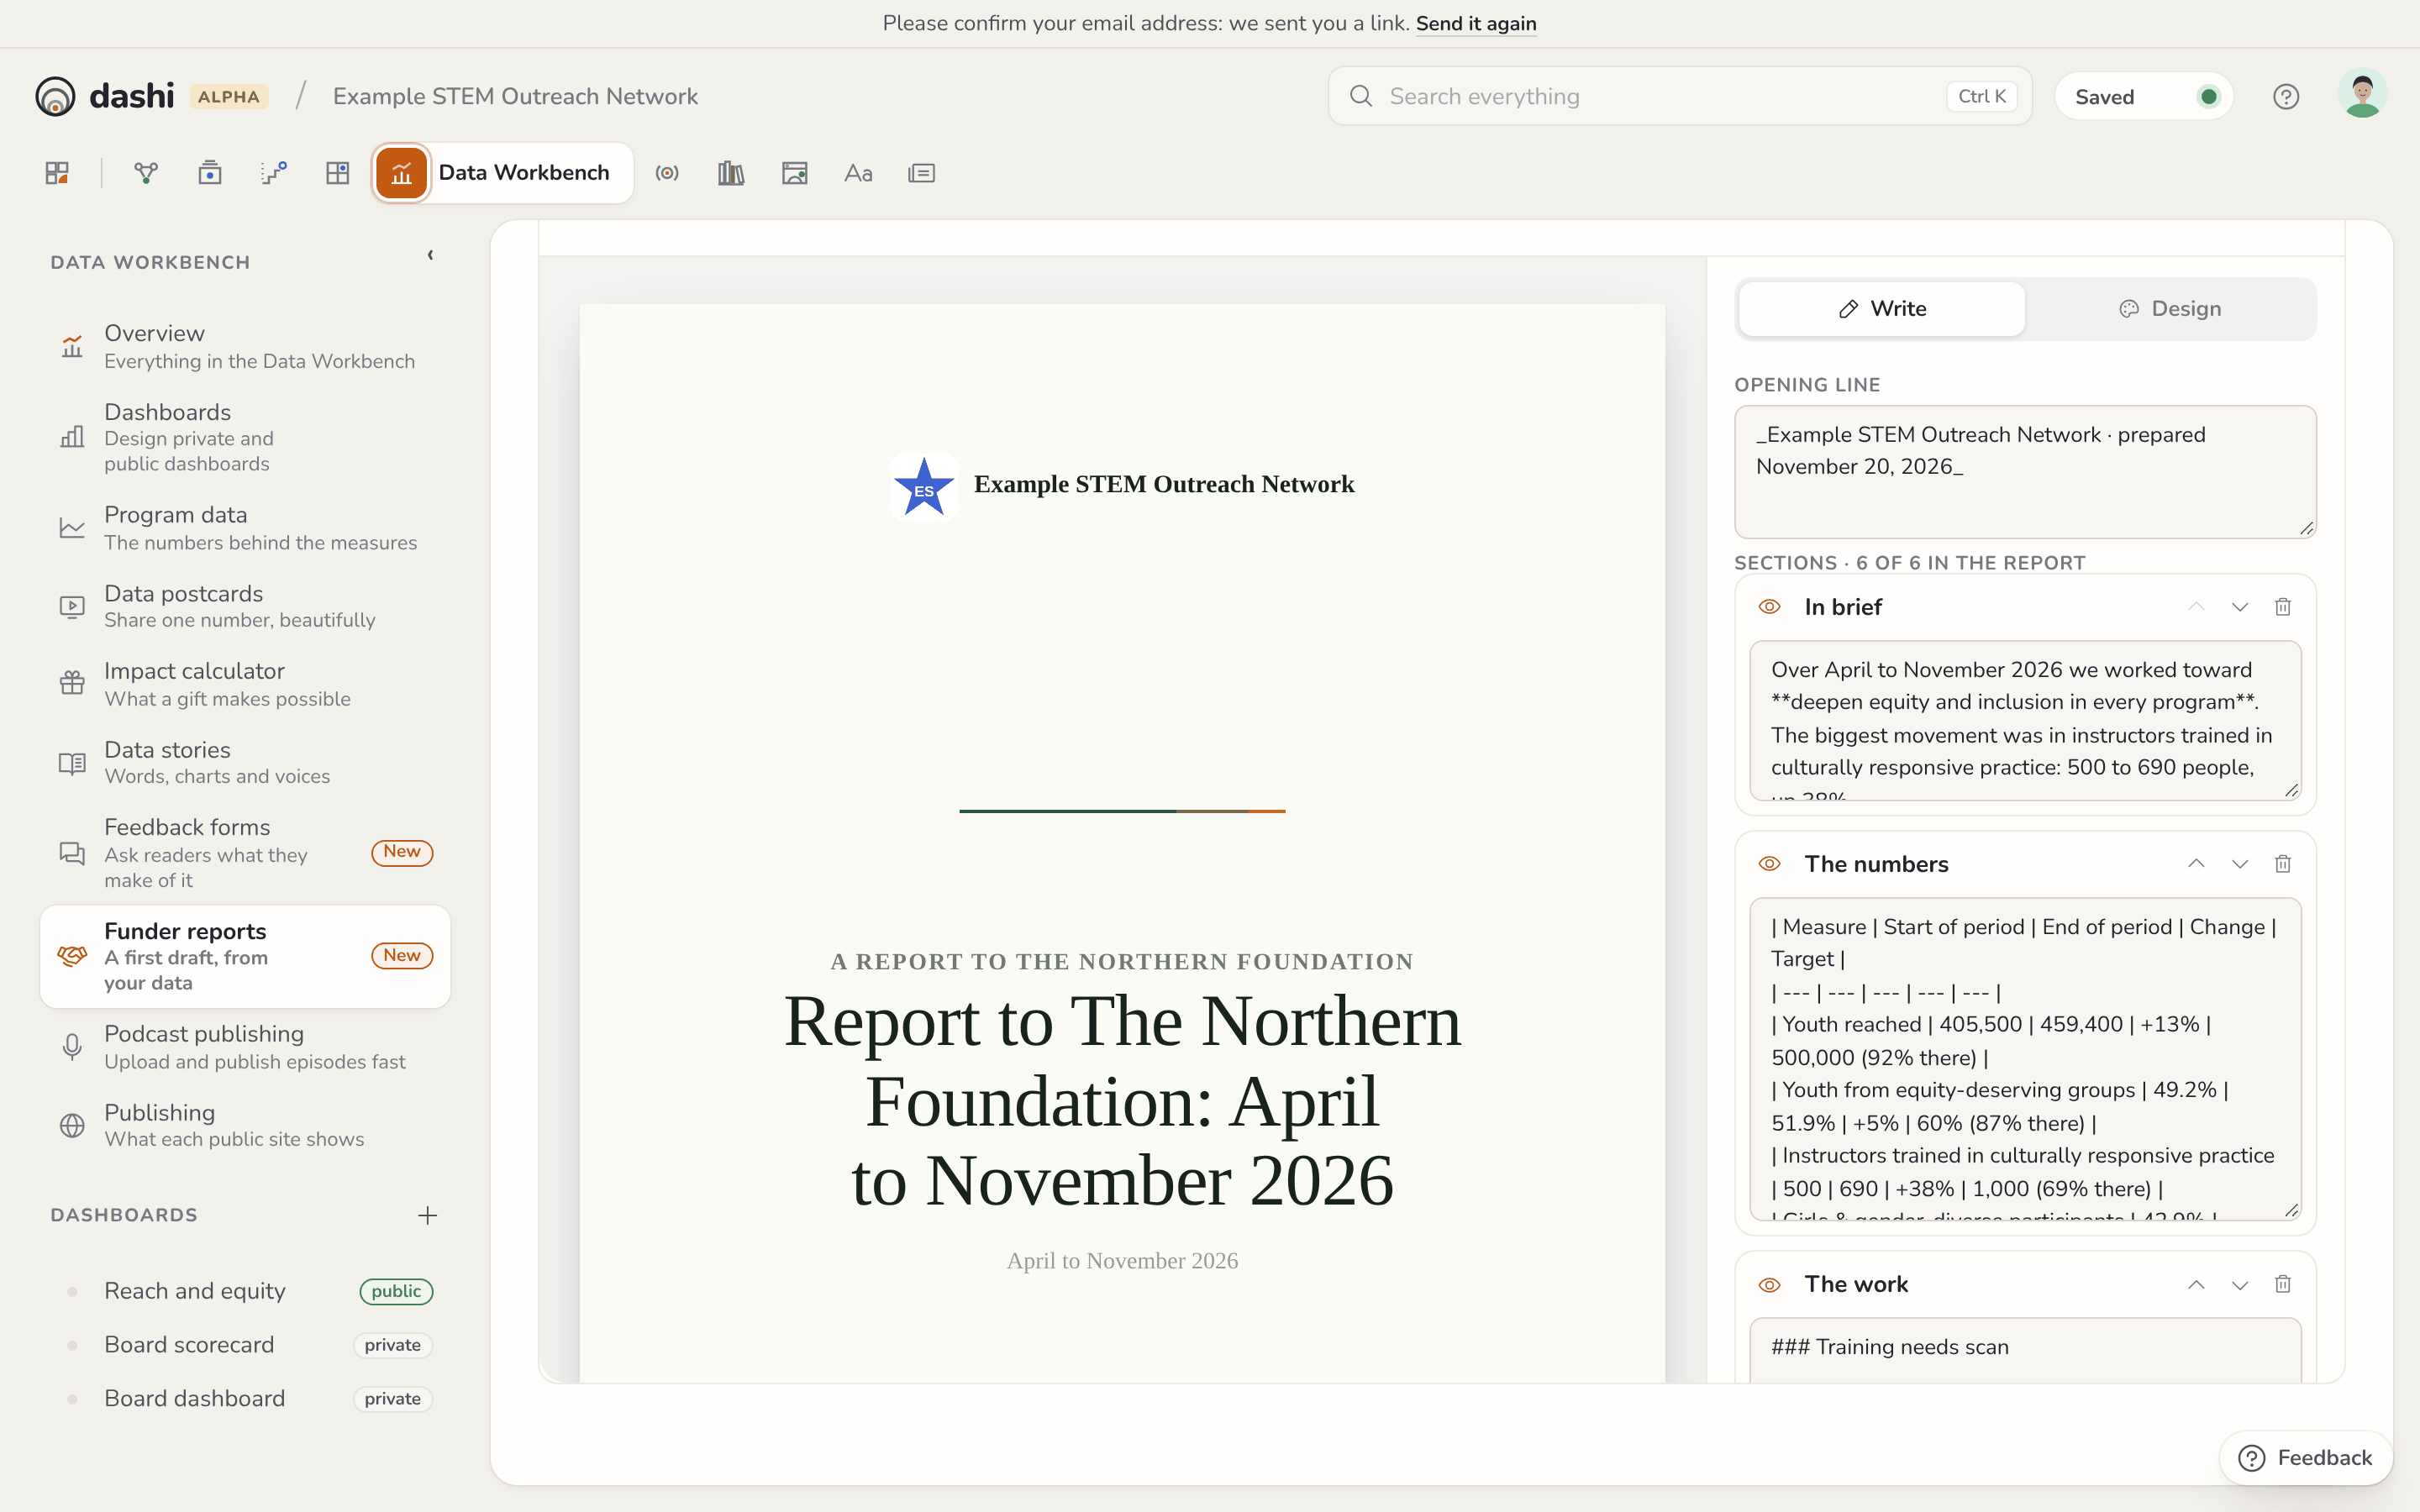 Please confirm your email address: we sent you a link. Send it again
dashi ALPHA / Example STEM Outreach Network
Search everything Ctrl K
Saved
Data Workbench
Aa
DATA WORKBENCH
Overview
Everything in the Data Workbench
Dashboards
Design private and
public dashboards
Program data
The numbers behind the measures
Data postcards
Share one number, beautifully
Impact calculator
What a gift makes possible
Data stories
Words, charts and voices
Feedback forms
Ask readers what they
make of it
New
Funder reports
A first draft, from
your data
New
Podcast publishing
Upload and publish episodes fast
Publishing
What each public site shows
DASHBOARDS
Reach and equity public
Board scorecard private
Board dashboard private
ES
Example STEM Outreach Network
A REPORT TO THE NORTHERN FOUNDATION
Report to The Northern
Foundation: April
to November 2026
April to November 2026
Write
Design
OPENING LINE
_Example STEM Outreach Network · prepared
November 20, 2026_
SECTIONS · 6 OF 6 IN THE REPORT
In brief
Over April to November 2026 we worked toward
**deepen equity and inclusion in every program**.
The biggest movement was in instructors trained in
culturally responsive practice: 500 to 690 people,
up 38%
The numbers
| Measure | Start of period | End of period | Change |
Target |
| --- | --- | --- | --- | --- |
| Youth reached | 405,500 | 459,400 | +13% |
500,000 (92% there) |
| Youth from equity-deserving groups | 49.2% |
51.9% | +5% | 60% (87% there) |
| Instructors trained in culturally responsive practice
| 500 | 690 | +38% | 1,000 (69% there) |
| Girls & gender-diverse participants | 42.9% |
The work
### Training needs scan
Feedback